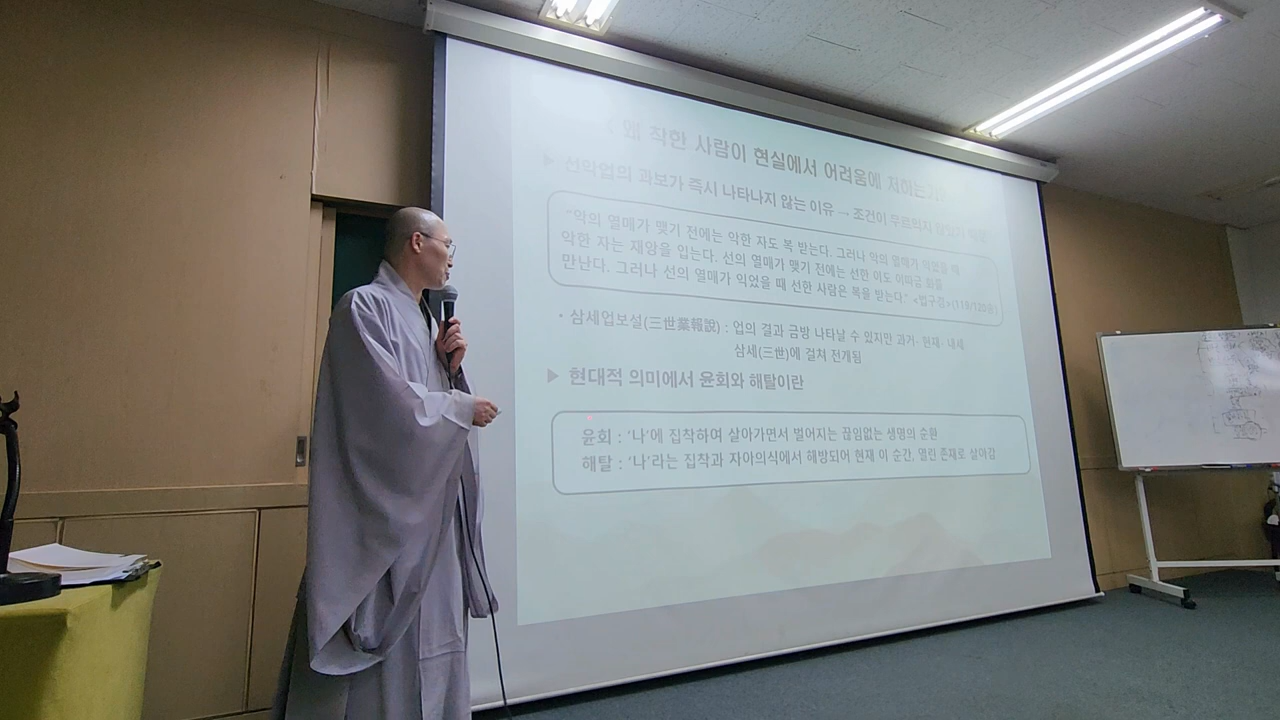 왜 착한 사람이 현실에서 어려움에 처하는가?
▶ 선악업의 과보가 즉시 나타나지 않는 이유 → 조건이 무르익지 않았기 때문
"악의 열매가 맺기 전에는 악한 자도 복 받는다. 그러나 악의 열매가 익었을 때
악한 자는 재앙을 입는다. 선의 열매가 맺기 전에는 선한 이도 이따금 화를
만난다. 그러나 선의 열매가 익었을 때 선한 사람은 복을 받는다." <법구경>(119/120송)
· 삼세업보설(三世業報說) : 업의 결과 금방 나타날 수 있지만 과거- 현재- 내세
삼세(三世)에 걸쳐 전개됨
▶ 현대적 의미에서 윤회와 해탈이란
윤회 : '나'에 집착하여 살아가면서 벌어지는 끊임없는 생명의 순환
해탈 : '나'라는 집착과 자아의식에서 해방되어 현재 이 순간, 열린 존재로 살아감